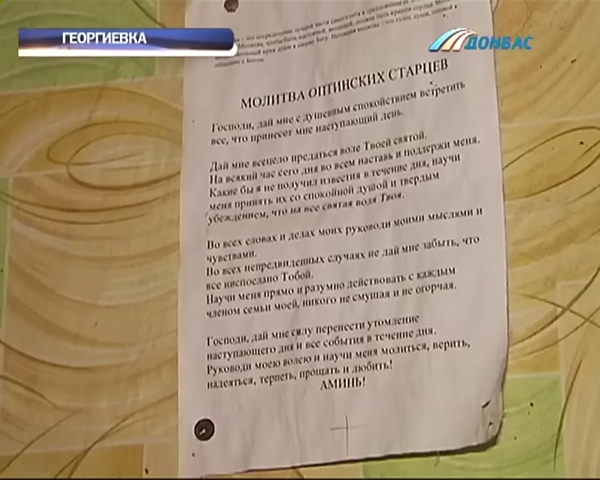 ГЕОРГИЕВКА
ДОНБАС
МОЛИТВА ОПТИНСКИХ СТАРЦЕВ
Господи, дай мне с душевным спокойствием встретить
все, что принесет мне наступающий день.
Дай мне всецело предаться воле Твоей святой.
На всякий час сего дня во всем наставь и поддержи меня.
Какие бы я не получил известия в течение дня, научи
меня принять их со спокойной душой и твердым
убеждением, что на все святая воля Твоя.
Во всех словах и делах моих руководи моими мыслями и
чувствами.
Во всех непредвиденных случаях не дай мне забыть, что
все ниспослано Тобой.
Научи меня прямо и разумно действовать с каждым
членом семьи моей, никого не смущая и не огорчая.
Господи, дай мне силу перенести утомление
наступающего дня и все события в течение дня.
Руководи моею волею и научи меня молиться, верить,
надеяться, терпеть, прощать и любить!
АМИНЬ!